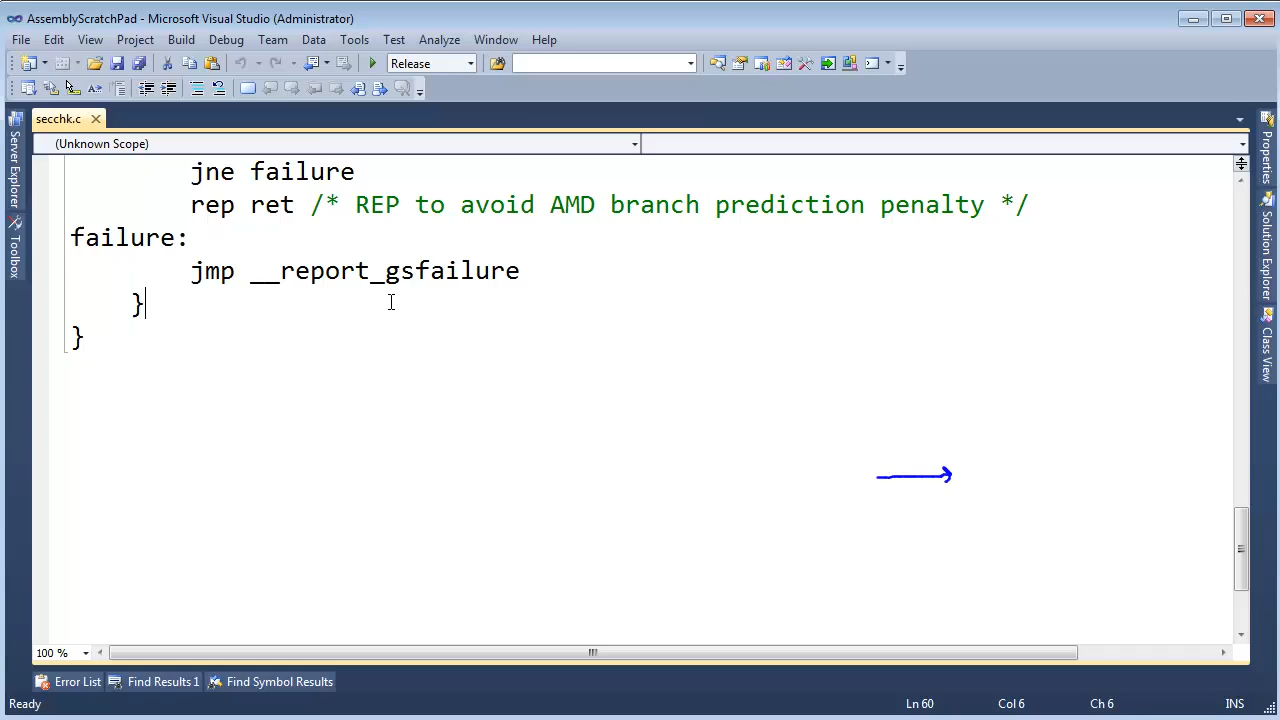 AssemblyScratchPad - Microsoft Visual Studio (Administrator)
File Edit View Project Build Debug Team Data Tools Test Analyze Window Help
Release
secchk.c
(Unknown Scope)
jne failure
rep ret /* REP to avoid AMD branch prediction penalty */
failure:
jmp __report_gsfailure
}
}
Server Explorer
Toolbox
Properties
Solution Explorer
Class View
100 %
Error List Find Results 1 Find Symbol Results
Ready Ln 60 Col 6 Ch 6 INS